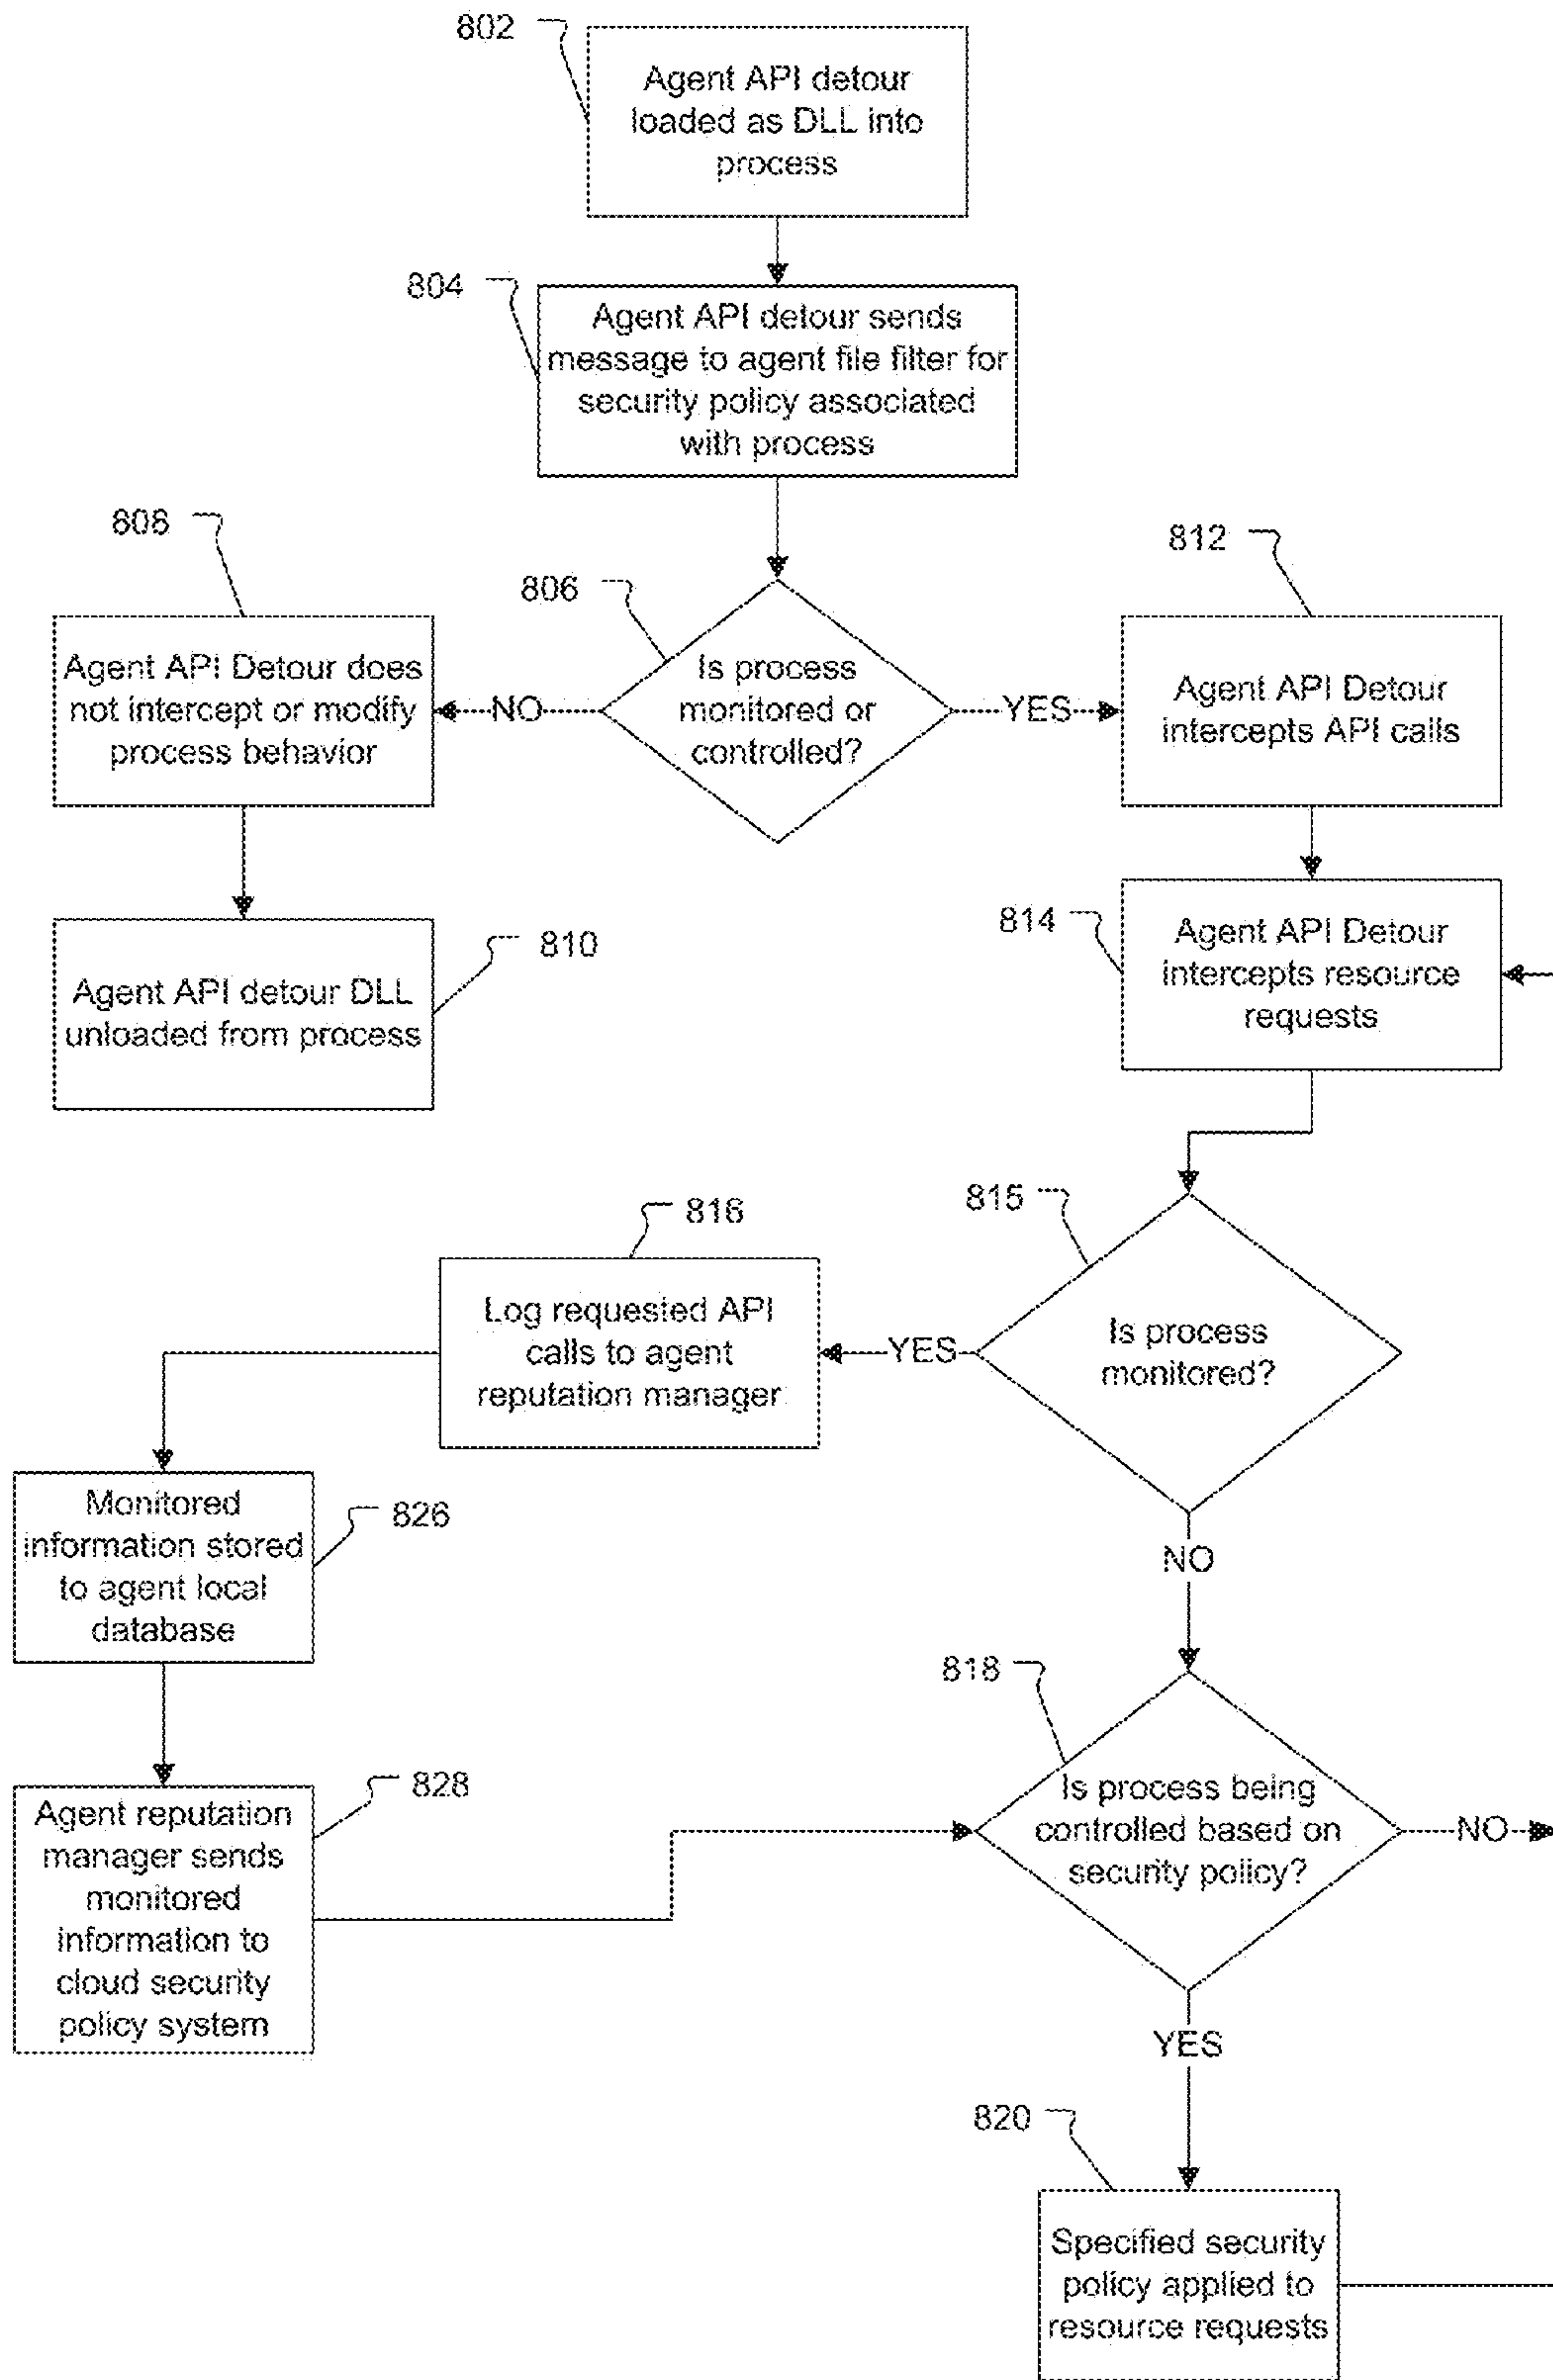 802
Agent API detour
loaded as DLL into
process
804
Agent API detour sends
message to agent file filter for
security policy associated
with process
808
806
812
Agent API Detour does
not intercept or modify
process behavior
NO
Is process
monitored or
controlled?
YES
Agent API Detour
intercepts API calls
810
Agent API detour DLL
unloaded from process
814
Agent API Detour
intercepts resource
requests
816
815
Log requested API
calls to agent
reputation manager
YES
Is process
monitored?
Monitored
information stored
to agent local
database
826
NO
818
828
Agent reputation
manager sends
monitored
information to
cloud security
policy system
Is process being
controlled based on
security policy?
NO
YES
820
Specified security
policy applied to
resource requests